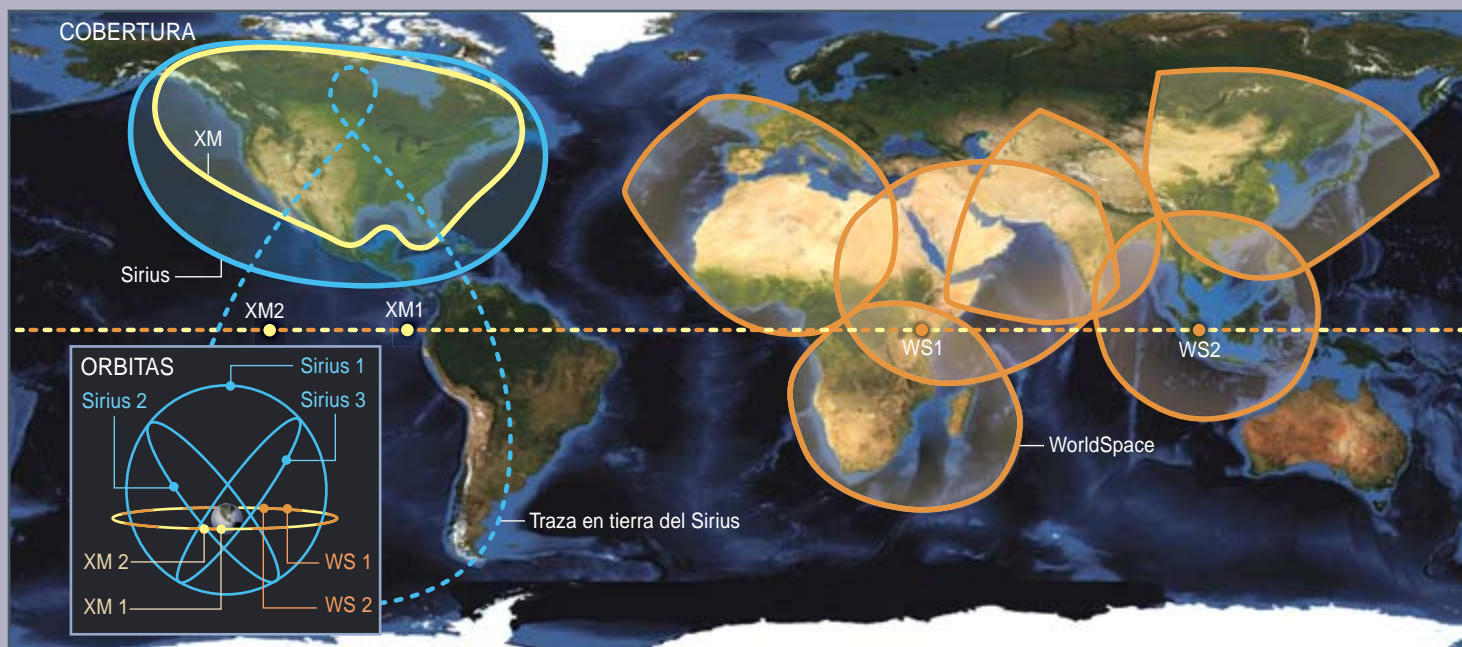 COBERTURA
XM
Sirius
XM2
XM1
WS1
WS2
WorldSpace
Traza en tierra del Sirius
ORBITAS
Sirius 1
Sirius 2
Sirius 3
XM 2
WS 1
XM 1
WS 2